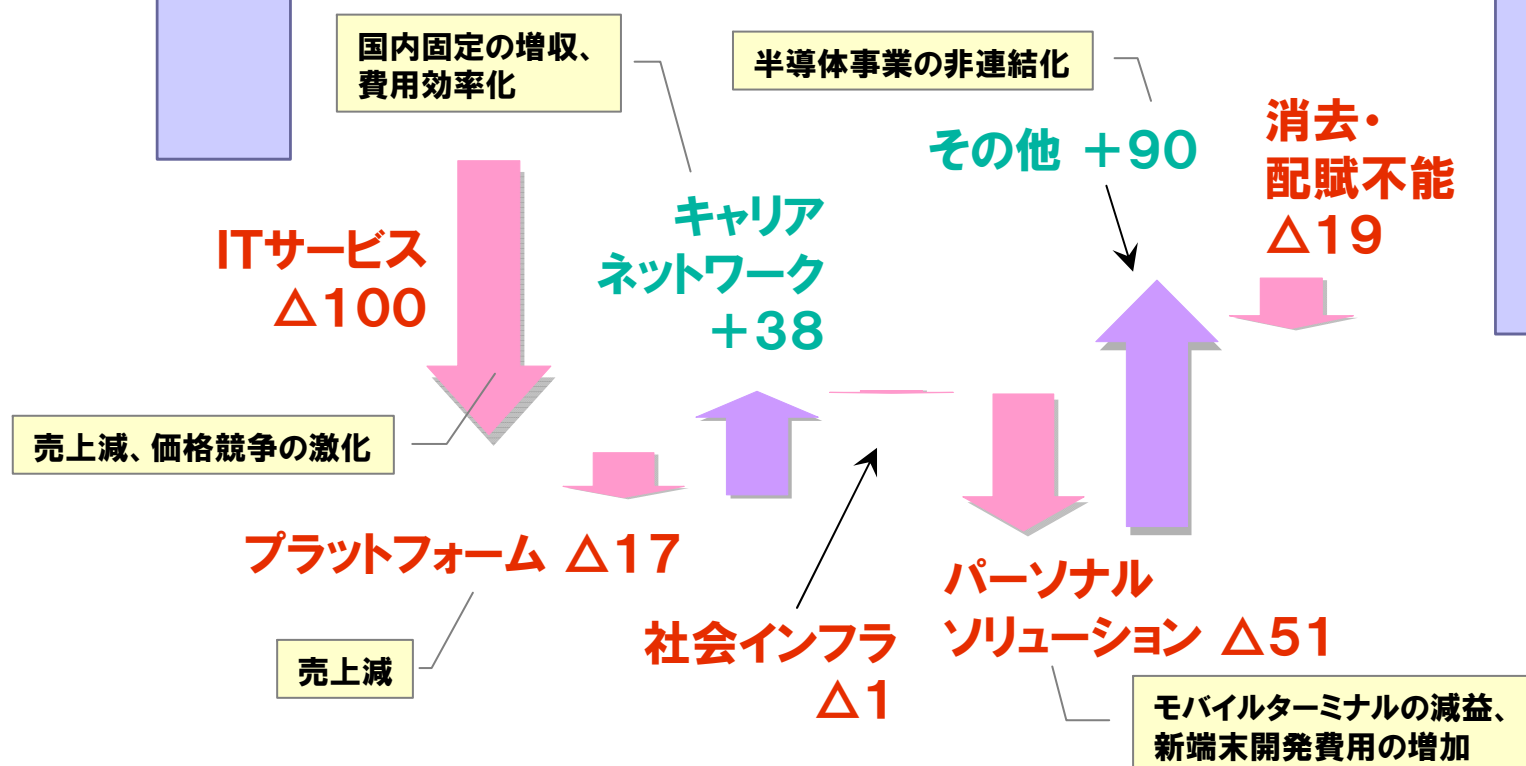 国内固定の増収、
費用効率化
半導体事業の非連結化
消去・
配賦不能
△19
その他 +90
キャリア
ネットワーク
+38
ITサービス
△100
売上減、価格競争の激化
プラットフォーム △17
売上減
社会インフラ
△1
パーソナル
ソリューション △51
モバイルターミナルの減益、
新端末開発費用の増加